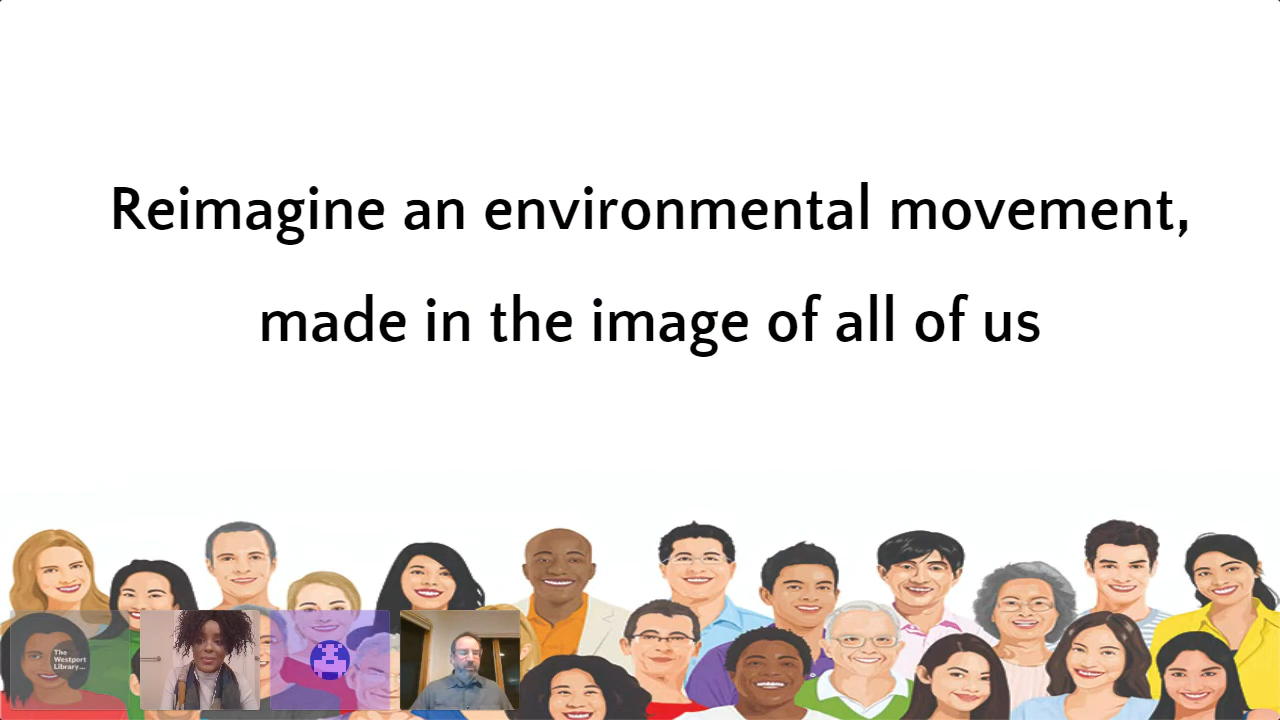 Reimagine an environmental movement,
made in the image of all of us
The
Westport
Library